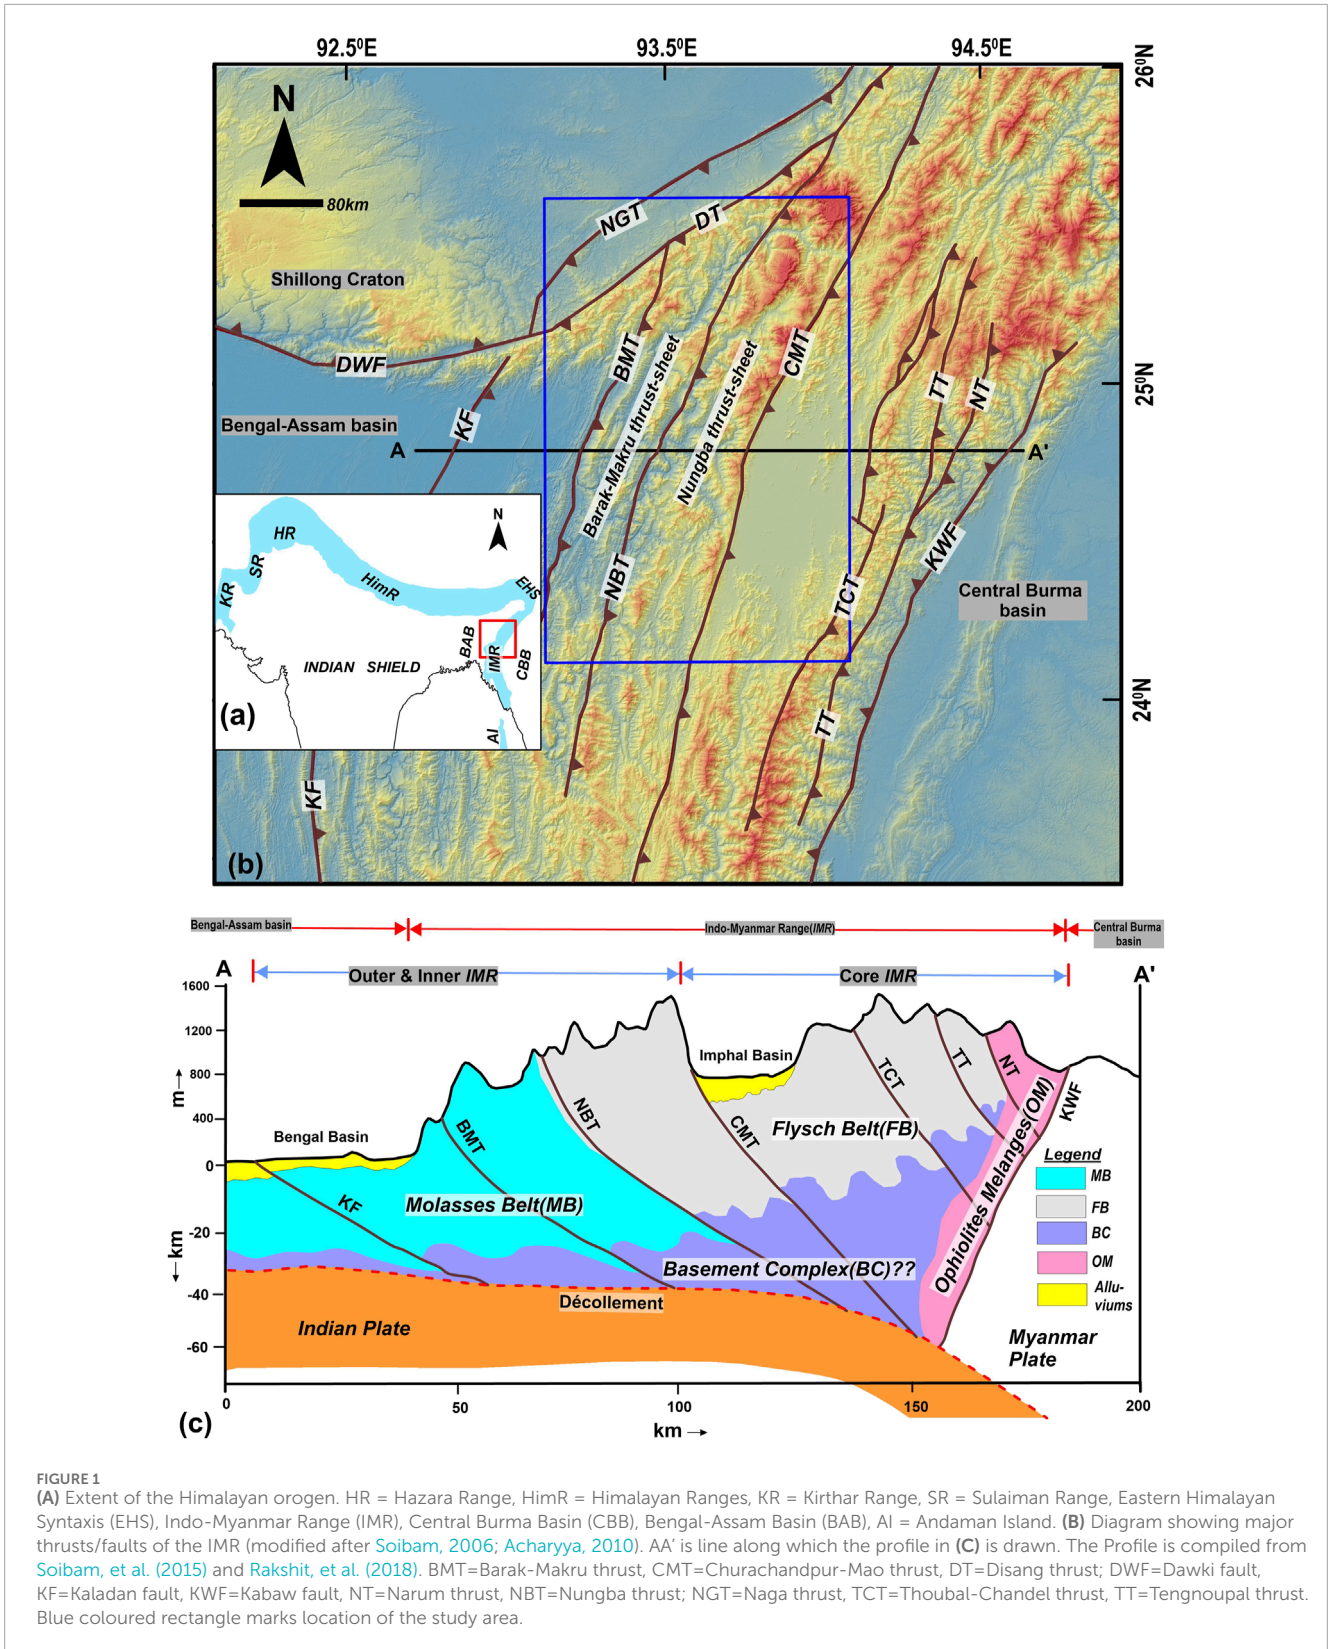 92.5⁰E
93.5⁰E
94.5⁰E
26⁰N
N
80km
NGT
DT
Shillong Craton
DWF
BMT
Barak-Makru thrust-sheet
Nungba thrust-sheet
CMT
TT
NT
25⁰N
Bengal-Assam basin
KF
A
A'
NBT
KWF
TCT
Central Burma
basin
TT
24⁰N
KF
(b)
N
HR
SR
KR
HimR
EHS
BAB
IMR
CBB
INDIAN SHIELD
AI
(a)
Bengal-Assam basin
Indo-Myanmar Range(IMR)
Central Burma
basin
A
Outer & Inner IMR
Core IMR
A'
1600
1200
800
400
0
-20
-40
-60
m→
←km
Bengal Basin
Imphal Basin
KF
BMT
NBT
CMT
TCT
TT
NT
KWF
Molasses Belt(MB)
Flysch Belt(FB)
Ophiolites Melanges(OM)
Basement Complex(BC)??
Décollement
Indian Plate
Myanmar
Plate
Legend
MB
FB
BC
OM
Allu-
viums
0
50
100
150
200
km →
(c)
FIGURE 1
(A) Extent of the Himalayan orogen. HR = Hazara Range, HimR = Himalayan Ranges, KR = Kirthar Range, SR = Sulaiman Range, Eastern Himalayan
Syntaxis (EHS), Indo-Myanmar Range (IMR), Central Burma Basin (CBB), Bengal-Assam Basin (BAB), AI = Andaman Island. (B) Diagram showing major
thrusts/faults of the IMR (modified after Soibam, 2006; Acharyya, 2010). AA' is line along which the profile in (C) is drawn. The Profile is compiled from
Soibam, et al. (2015) and Rakshit, et al. (2018). BMT=Barak-Makru thrust, CMT=Churachandpur-Mao thrust, DT=Disang thrust; DWF=Dawki fault,
KF=Kaladan fault, KWF=Kabaw fault, NT=Narum thrust, NBT=Nungba thrust; NGT=Naga thrust, TCT=Thoubal-Chandel thrust, TT=Tengnoupal thrust.
Blue coloured rectangle marks location of the study area.